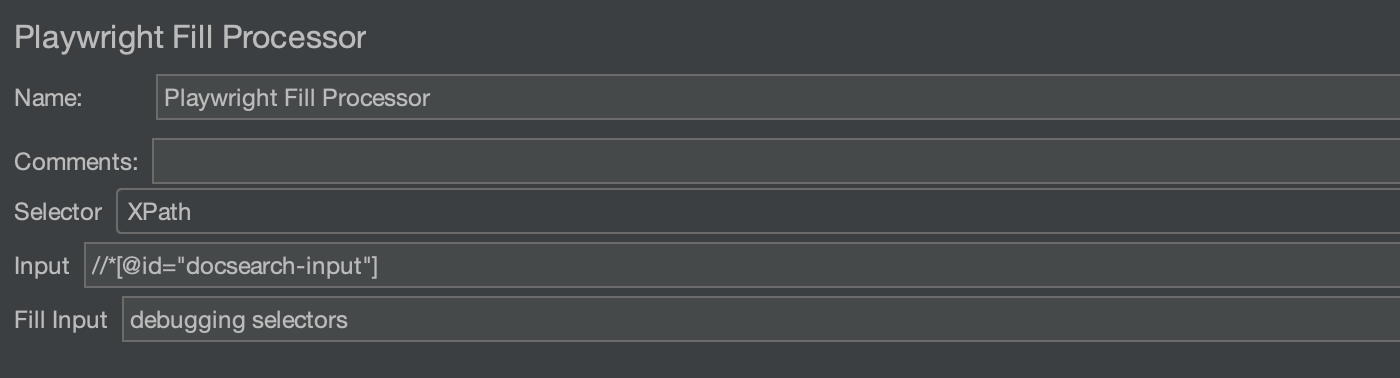 Playwright Fill Processor
Name: Playwright Fill Processor
Comments:
Selector XPath
Input //*[@id="docsearch-input"]
Fill Input debugging selectors